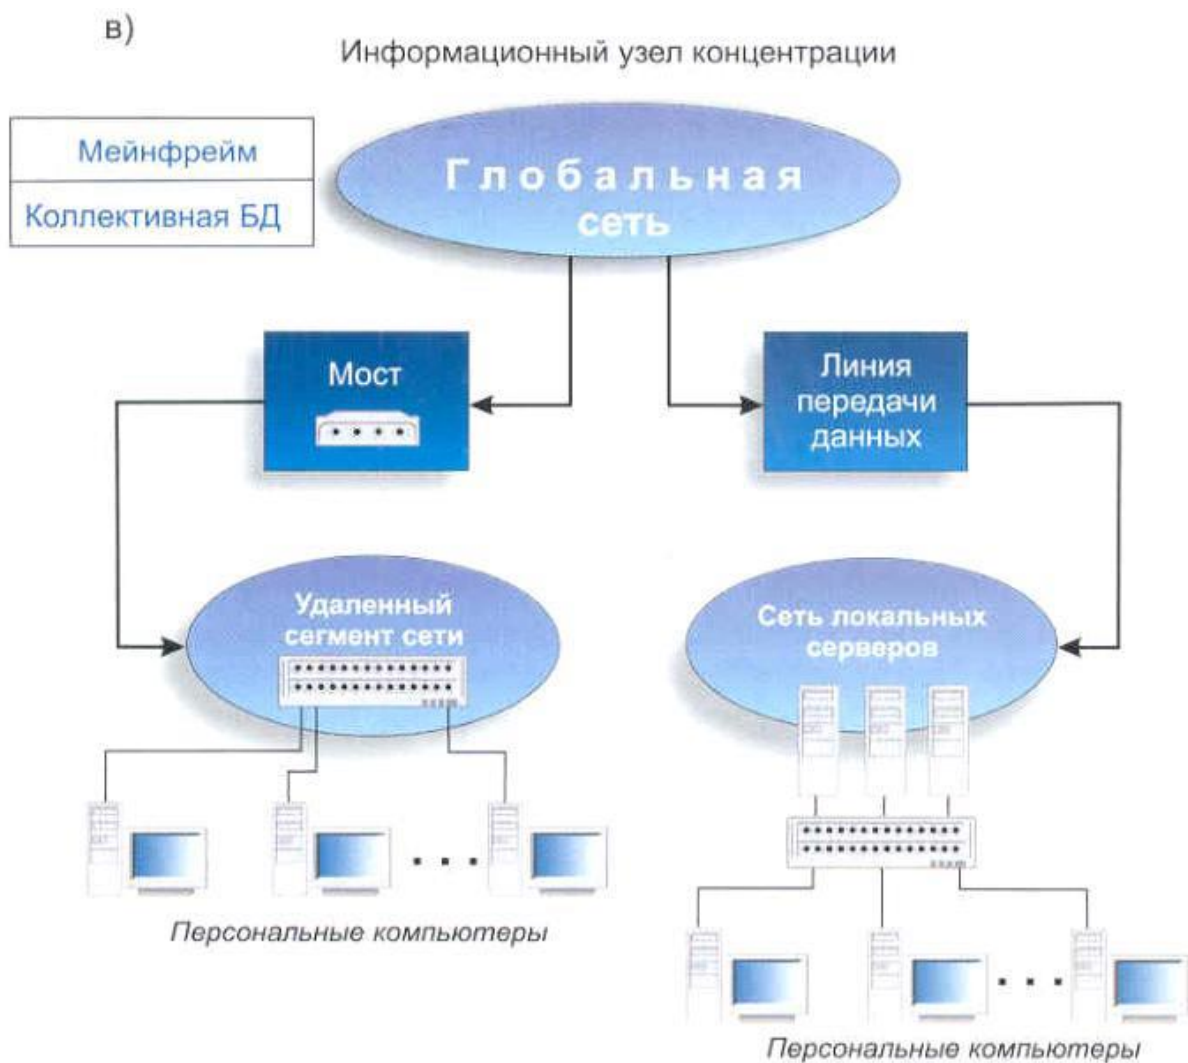 в)
Информационный узел концентрации
Мейнфрейм
Коллективная БД
Глобальная
сеть
Мост
Линия
передачи
данных
Удаленный
сегмент сети
Сеть локальных
серверов
Персональные компьютеры
Персональные компьютеры